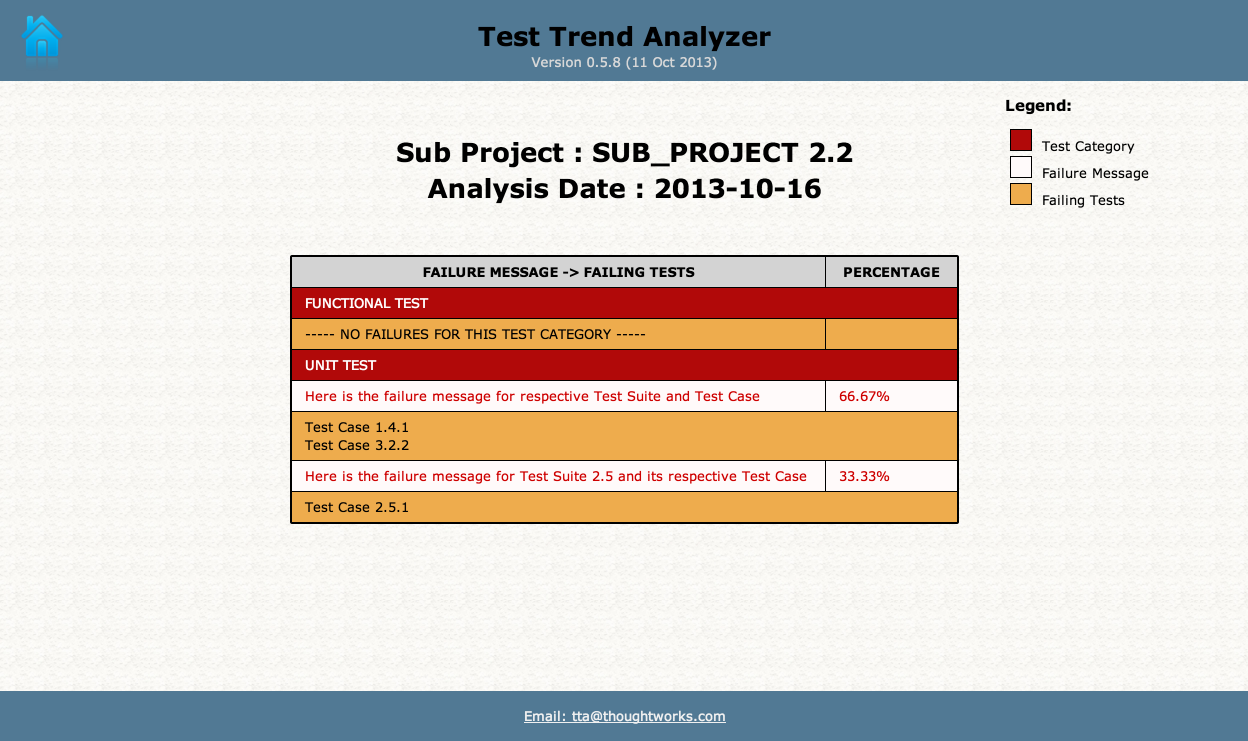 Test Trend Analyzer
Version 0.5.8 (11 Oct 2013)
Legend:
Test Category
Failure Message
Failing Tests
Sub Project : SUB_PROJECT 2.2
Analysis Date : 2013-10-16
FAILURE MESSAGE -> FAILING TESTS PERCENTAGE
FUNCTIONAL TEST
----- NO FAILURES FOR THIS TEST CATEGORY -----
UNIT TEST
Here is the failure message for respective Test Suite and Test Case 66.67%
Test Case 1.4.1
Test Case 3.2.2
Here is the failure message for Test Suite 2.5 and its respective Test Case 33.33%
Test Case 2.5.1
Email: tta@thoughtworks.com